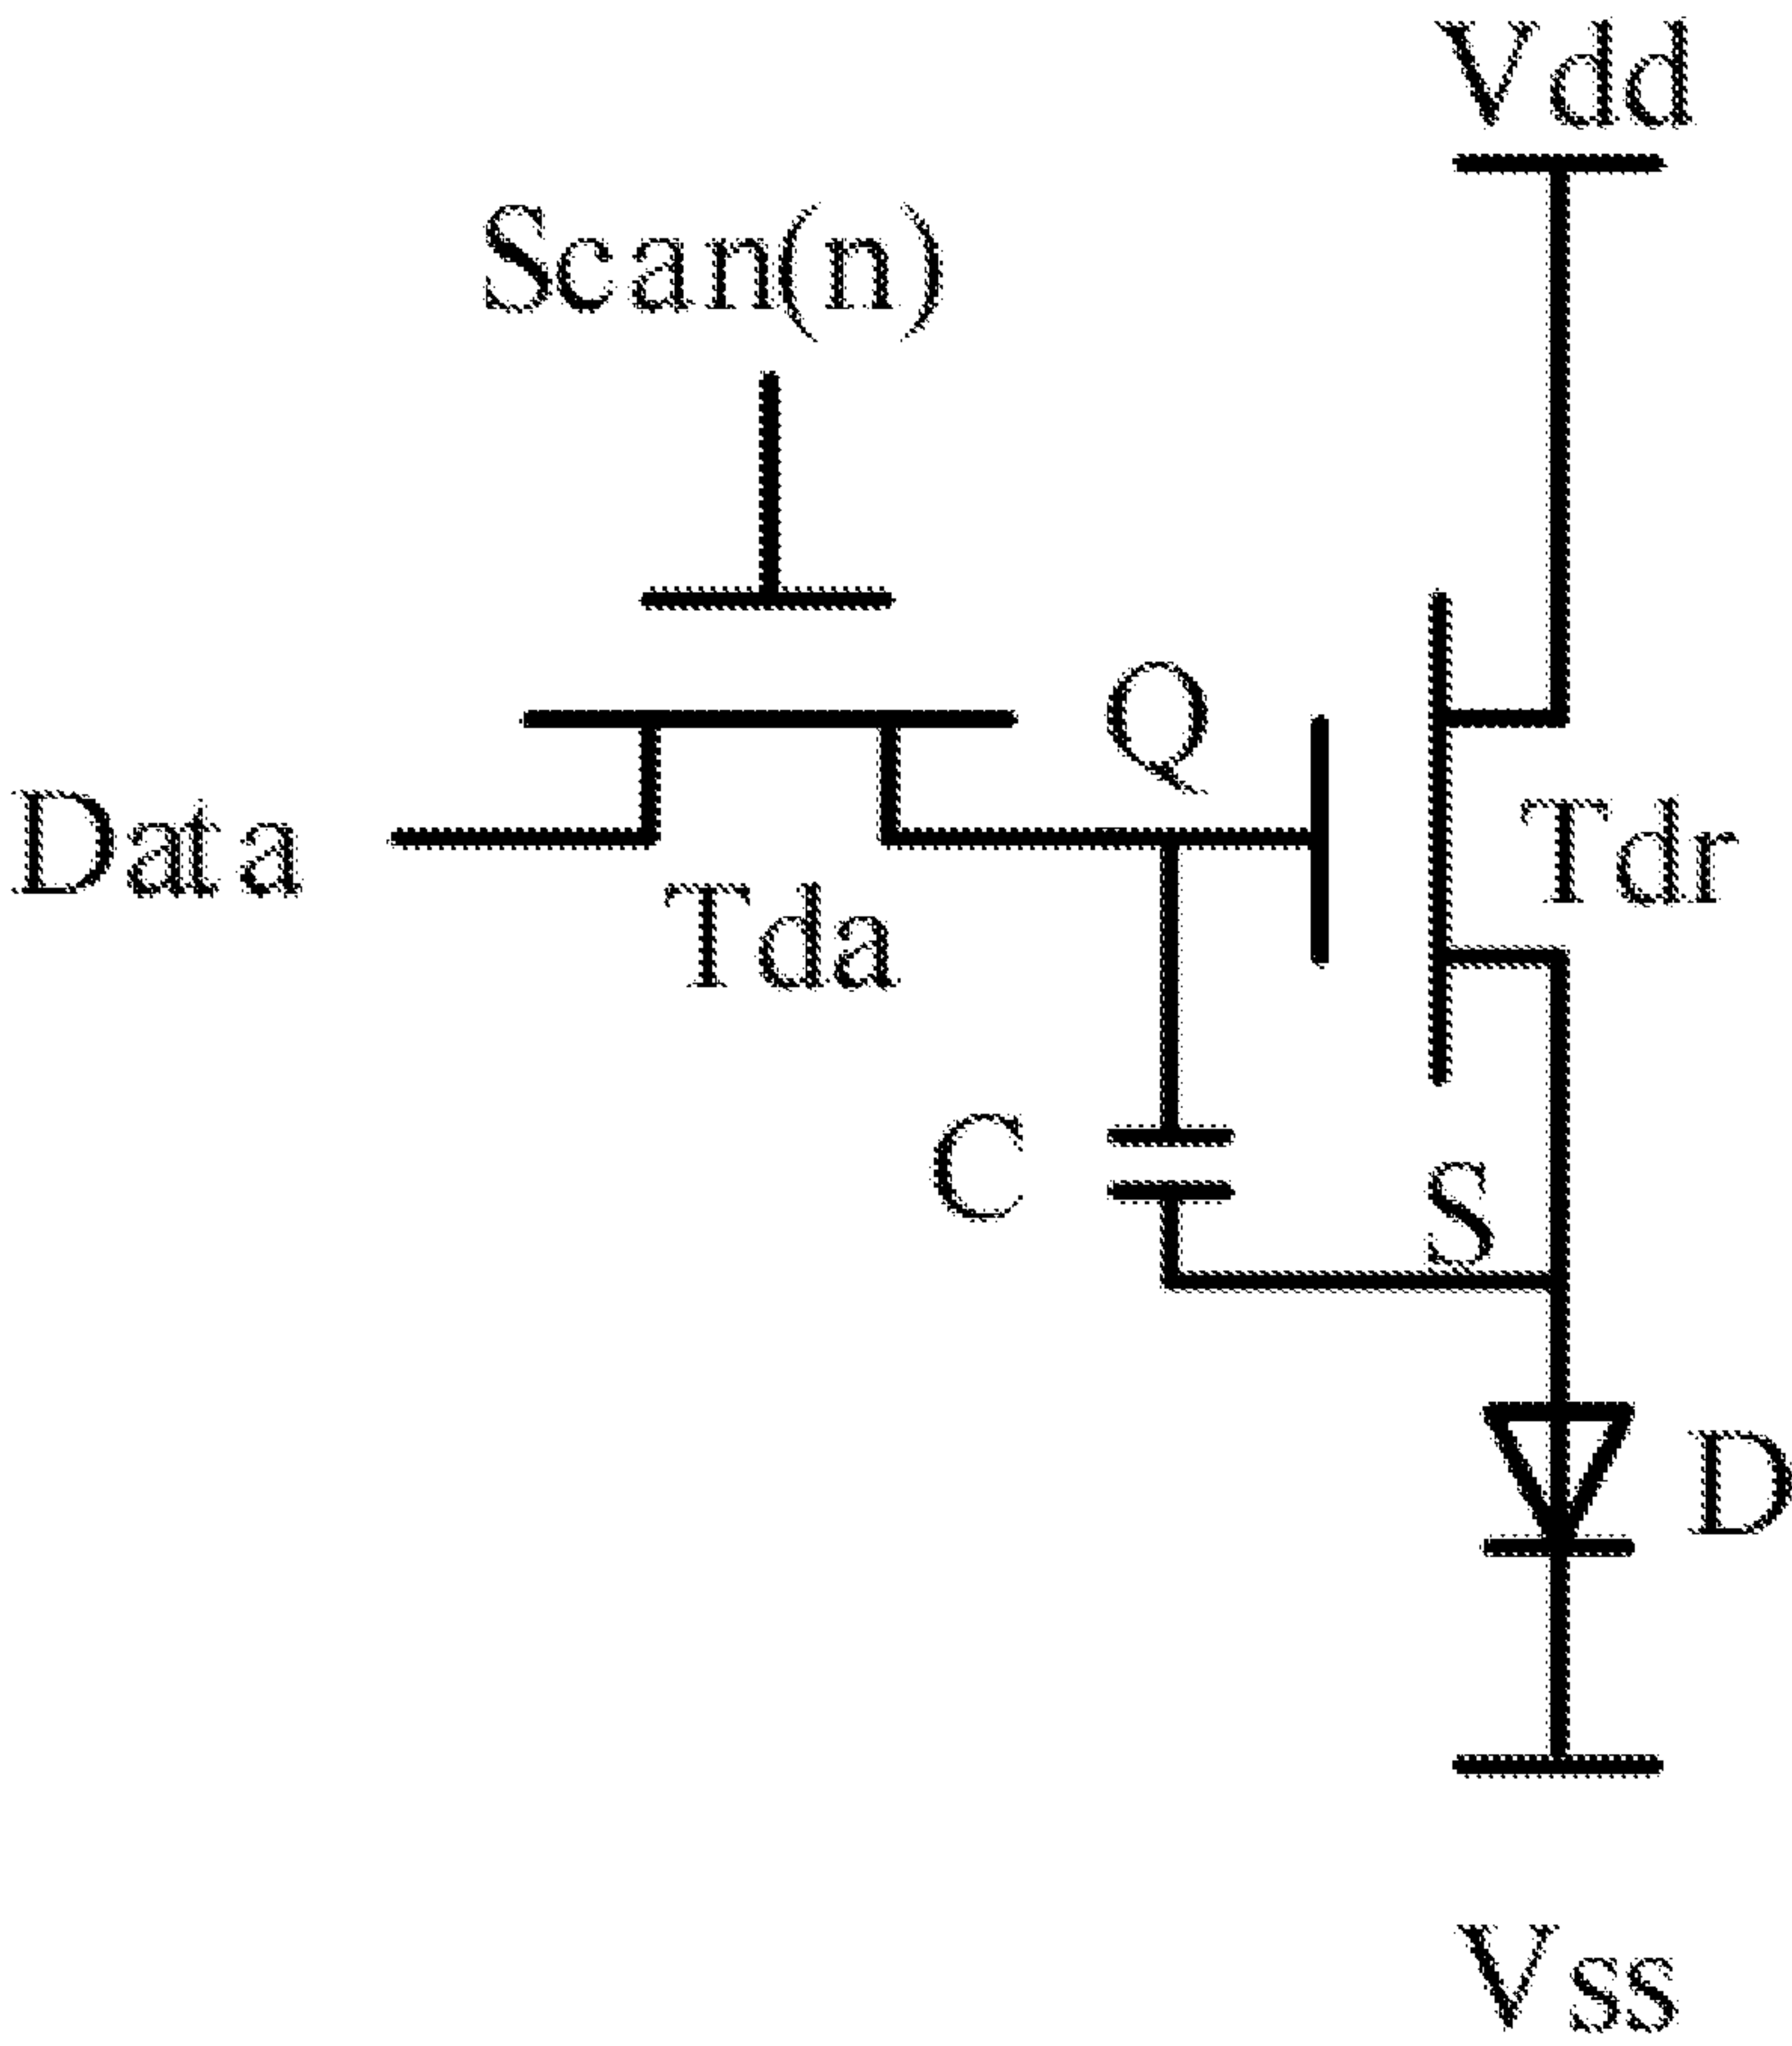 Vdd
Scan(n)
Q
Data
Tdr
Tda
C
S
D
Vss